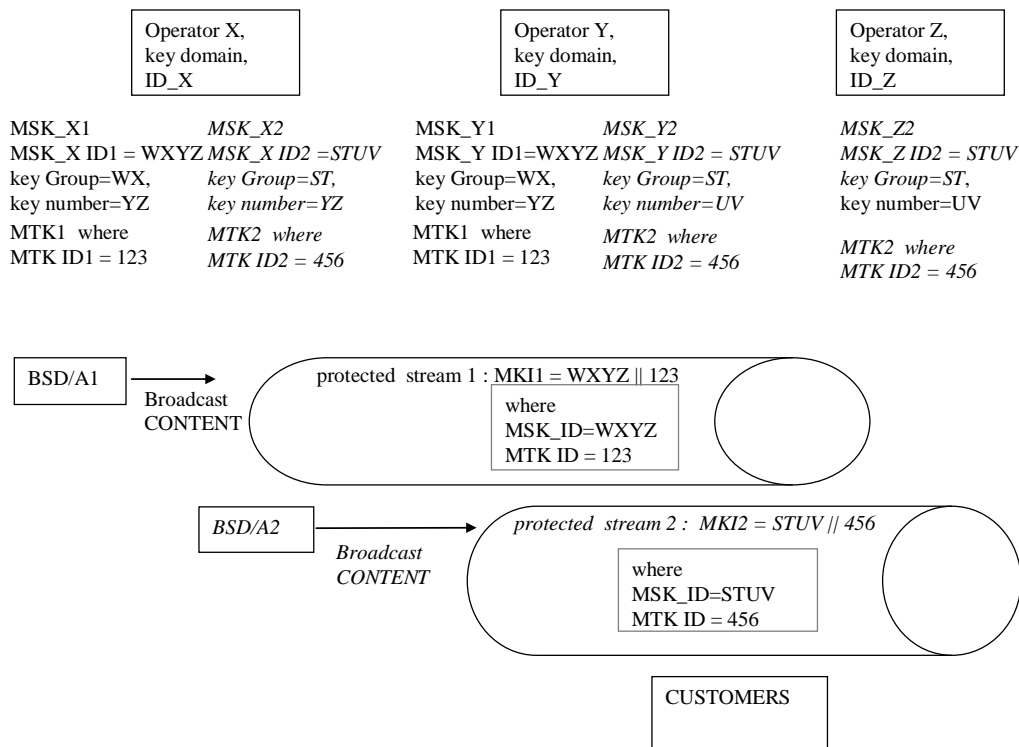 Operator X,
key domain,
ID_X
Operator Y,
key domain,
ID_Y
Operator Z,
key domain,
ID_Z
MSK_X1
MSK_X ID1 = WXYZ
key Group=WX,
key number=YZ
MTK1 where
MTK ID1 = 123
MSK_X2
MSK_X ID2 =STUV
key Group=ST,
key number=YZ
MTK2 where
MTK ID2 = 456
MSK_Y1
MSK_Y ID1=WXYZ
key Group=WX,
key number=YZ
MTK1 where
MTK ID1 = 123
MSK_Y2
MSK_Y ID2 = STUV
key Group=ST,
key number=UV
MTK2 where
MTK ID2 = 456
MSK_Z2
MSK_Z ID2 = STUV
key Group=ST,
key number=UV
MTK2 where
MTK ID2 = 456
BSD/A1
Broadcast
CONTENT
protected stream 1 : MKI1 = WXYZ || 123
where
MSK_ID=WXYZ
MTK ID = 123
BSD/A2
Broadcast
CONTENT
protected stream 2 : MKI2 = STUV || 456
where
MSK_ID=STUV
MTK ID = 456
CUSTOMERS